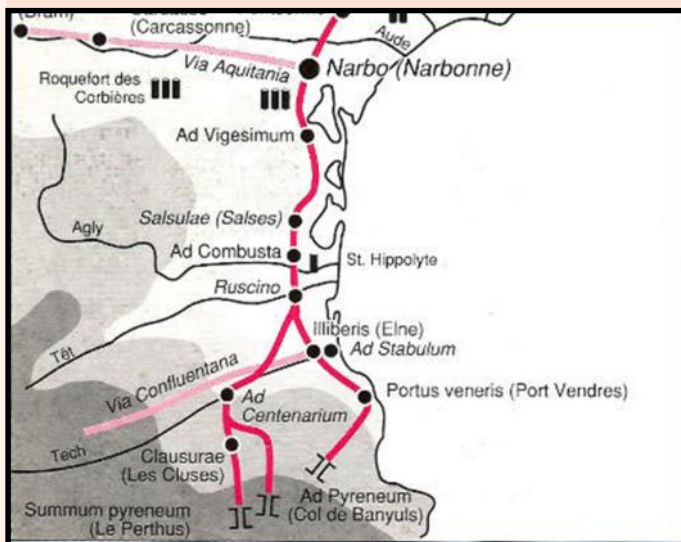 (Bram)
(Carcassonne)
Aude
Via Aquitania
Narbo (Narbonne)
Roquefort des
Corbières
Ad Vigesimum
Salsulae (Salses)
Agly
Ad Combusta
St. Hippolyte
Ruscino
Illiberis (Elne)
Ad Stabulum
Têt
Via Confluentana
Ad
Centenarium
Portus veneris (Port Vendres)
Tech
Clausurae
(Les Cluses)
Ad Pyreneum
(Col de Banyuls)
Summum pyreneum
(Le Perthus)